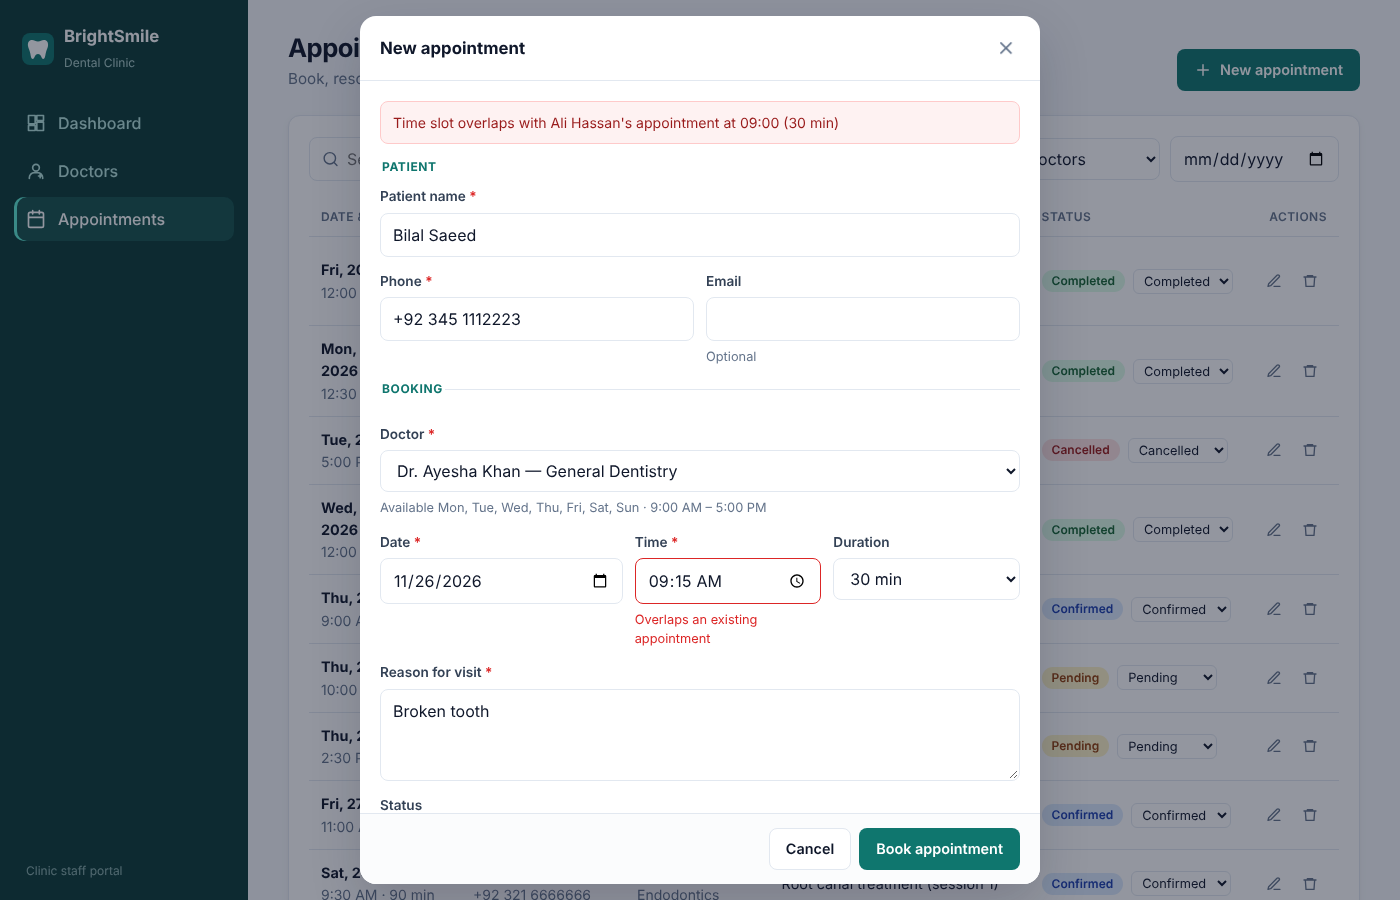 BrightSmile
Dental Clinic
Dashboard
Doctors
Appointments
Clinic staff portal
Appoi
Book, resc
New appointment
Se
octors
mm/dd/yyyy
DATE &
STATUS
ACTIONS
Fri, 20
12:00
Completed
Completed
Mon,
2026
12:30
Completed
Completed
Tue, 2
5:00 P
Cancelled
Cancelled
Wed,
2026
12:00
Completed
Completed
Thu, 2
9:00 A
Confirmed
Confirmed
Thu, 2
10:00
Pending
Pending
Thu, 2
2:30 P
Pending
Pending
Fri, 27
11:00 A
Confirmed
Confirmed
Sat, 2
9:30 AM · 90 min
+92 321 6666666
Endodontics
Root canal treatment (session 1)
Confirmed
Confirmed
New appointment
Time slot overlaps with Ali Hassan's appointment at 09:00 (30 min)
PATIENT
Patient name *
Bilal Saeed
Phone *
Email
+92 345 1112223
Optional
BOOKING
Doctor *
Dr. Ayesha Khan — General Dentistry
Available Mon, Tue, Wed, Thu, Fri, Sat, Sun · 9:00 AM – 5:00 PM
Date *
Time *
Duration
11/26/2026
09:15 AM
30 min
Overlaps an existing
appointment
Reason for visit *
Broken tooth
Status
Cancel
Book appointment